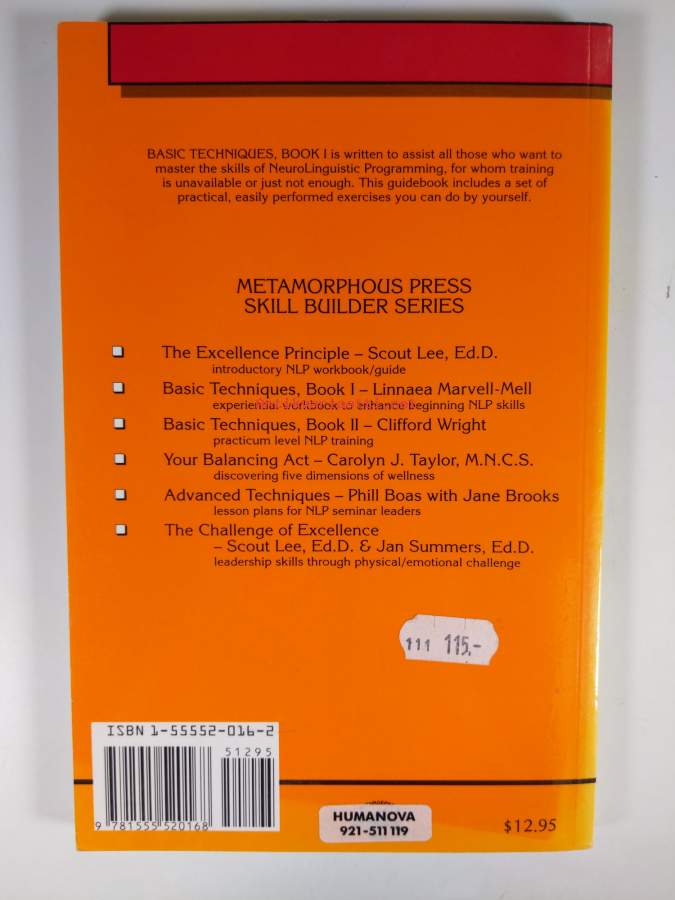 BASIC TECHNIQUES, BOOK I is written to assist all those who want to
master the skills of NeuroLinguistic Programming, for whom training
is unavailable or just not enough. This guidebook includes a set of
practical, easily performed exercises you can do by yourself.
METAMORPHOUS PRESS
SKILL BUILDER SERIES
The Excellence Principle – Scout Lee, Ed.D.
introductory NLP workbook/guide
Basic Techniques, Book I – Linnaea Marvell-Mell
to enhance beginning NLP skills
Basic Techniques, Book II – Clifford Wright
practicum level NLP training
Your Balancing Act – Carolyn J. Taylor, M.N.C.S.
discovering five dimensions of wellness
Advanced Techniques – Phill Boas with Jane Brooks
lesson plans for NLP seminar leaders
The Challenge of Excellence
– Scout Lee, Ed.D. & Jan Summers, Ed.D.
leadership skills through physical/emotional challenge
111 115,-
ISBN 1-55552-016-2
51295
9 781555 520168
HUMANOVA
921-511 119
$12.95